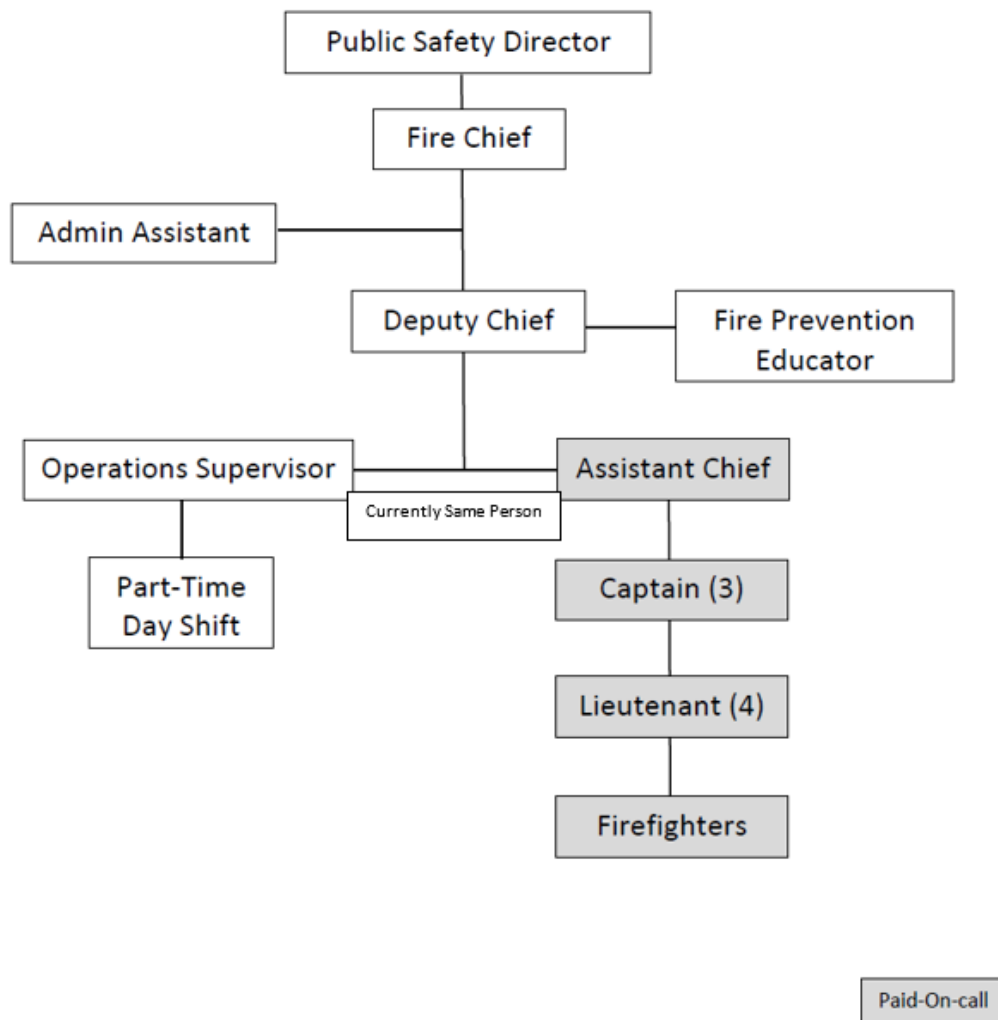 Public Safety Director
Fire Chief
Admin Assistant
Deputy Chief
Fire Prevention
Educator
Operations Supervisor
Assistant Chief
Currently Same Person
Part-Time
Day Shift
Captain (3)
Lieutenant (4)
Firefighters
Paid-On-call